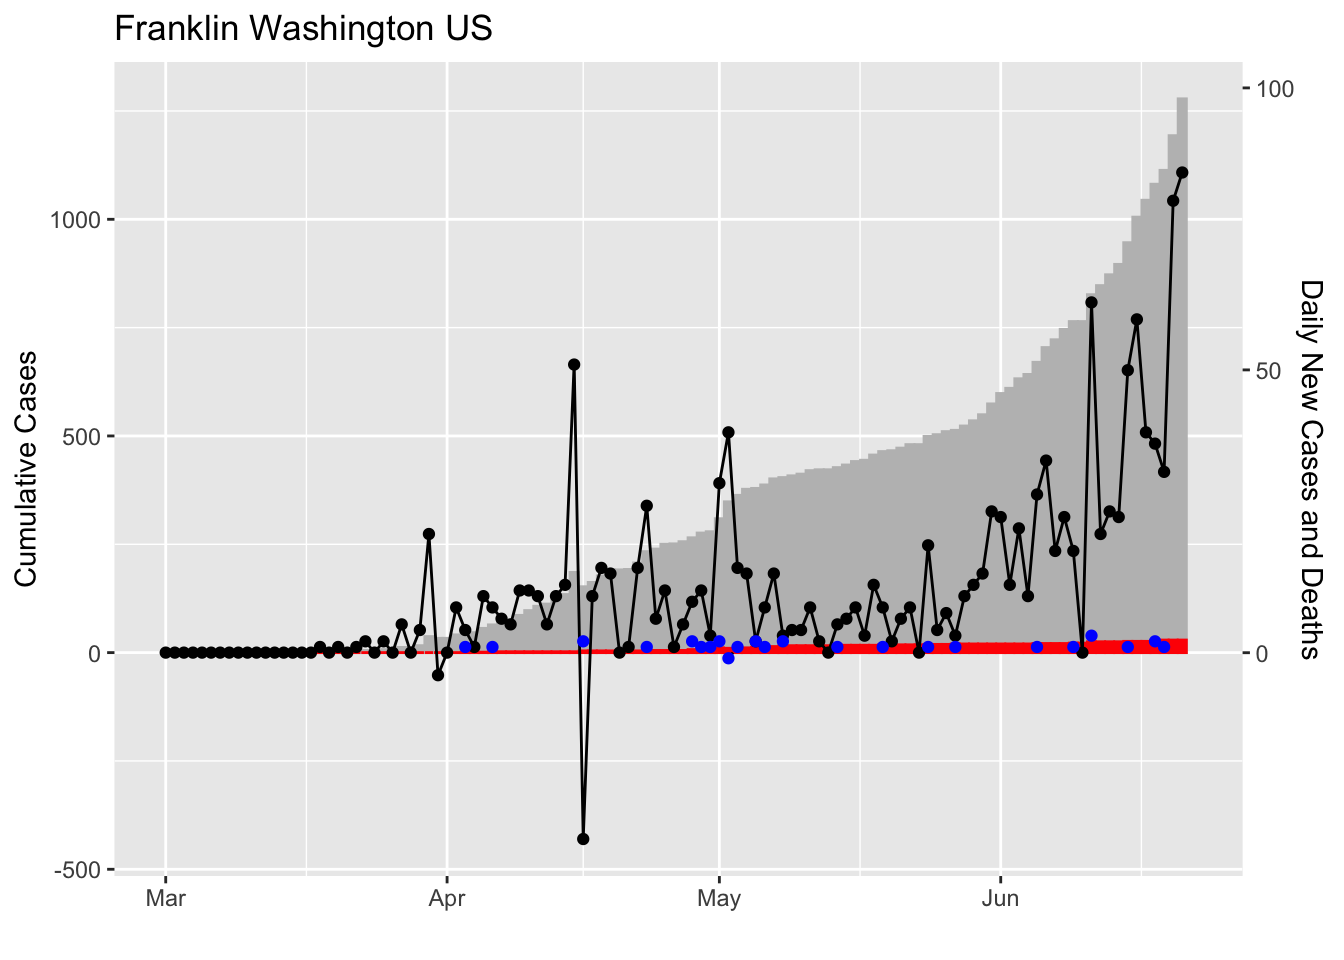 Franklin Washington US
Cumulative Cases
1000
500
0
-500
100
50
0
Daily New Cases and Deaths
Mar
Apr
May
Jun